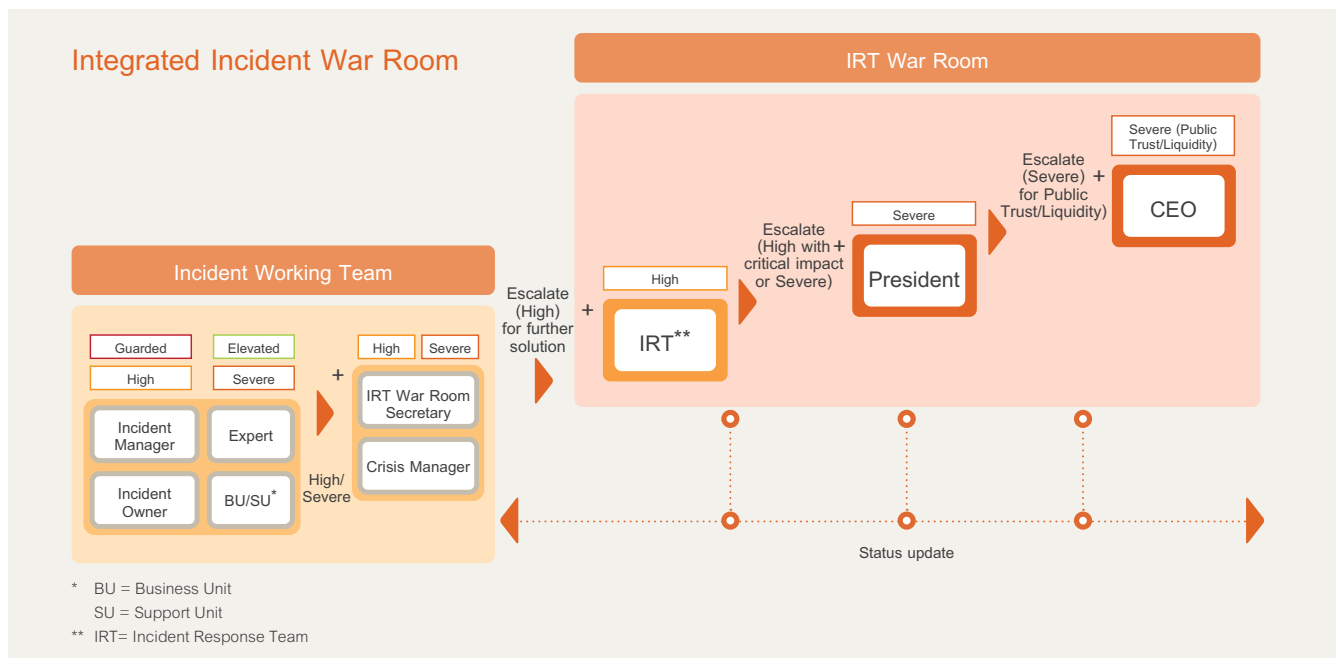 Integrated Incident War Room
IRT War Room
Incident Working Team
Guarded
Elevated
High
Severe
Incident
Manager
Expert
Incident
Owner
BU/SU*
High/
Severe
+
High
Severe
IRT War Room
Secretary
Crisis Manager
Escalate
(High)
for further
solution
+
High
IRT**
Escalate
(High with
critical impact
or Severe)
+
Severe
President
Escalate
(Severe)
for Public
Trust/Liquidity)
+
Severe (Public
Trust/Liquidity)
CEO
Status update
* BU = Business Unit
SU = Support Unit
** IRT= Incident Response Team